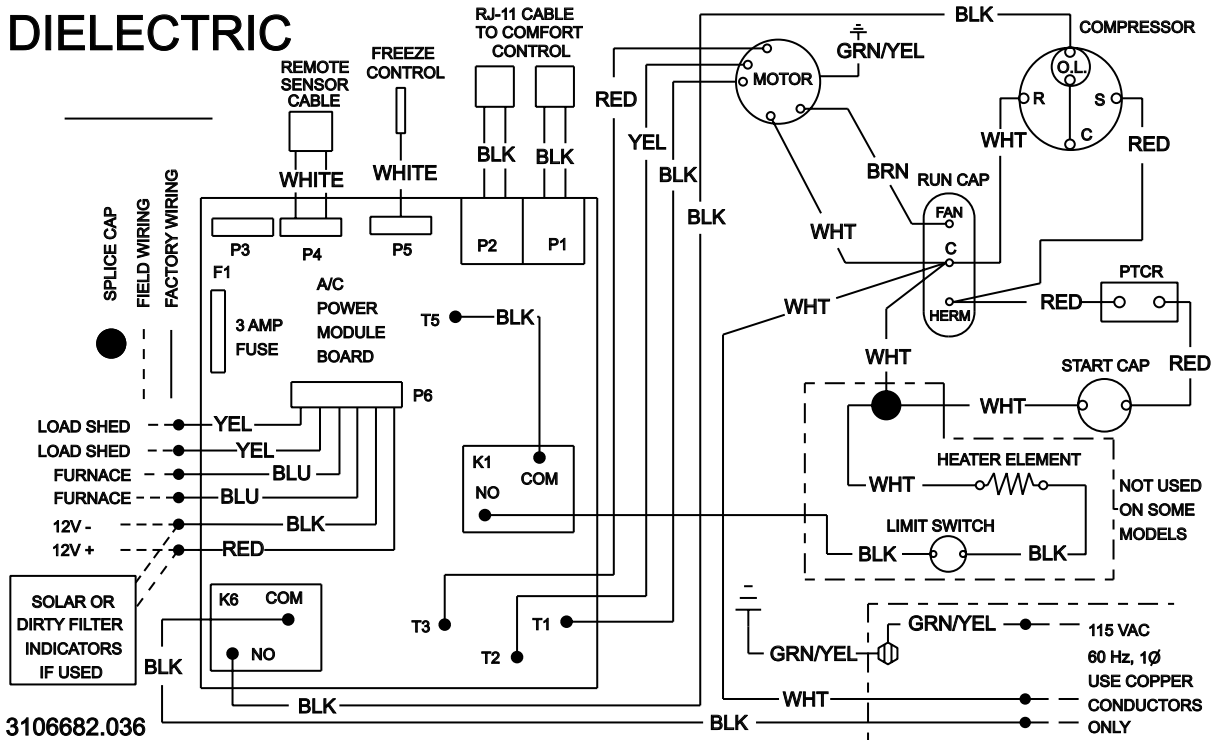 DIELECTRIC
RJ-11 CABLE
TO COMFORT
CONTROL
BLK
COMPRESSOR
REMOTE
SENSOR
CABLE
FREEZE
CONTROL
GRN/YEL
MOTOR
O.L.
R
S
C
RED
YEL
BLK
BLK
WHT
RED
BLK
BLK
WHITE
WHITE
BRN
RUN CAP
FAN
C
HERM
WHT
SPLICE CAP
FIELD WIRING
FACTORY WIRING
P3
P4
P5
P2
P1
F1
3 AMP
FUSE
A/C
POWER
MODULE
BOARD
T5
BLK
WHT
RED
PTCR
WHT
START CAP
RED
P6
LOAD SHED
YEL
LOAD SHED
YEL
FURNACE
BLU
FURNACE
BLU
12V -
BLK
12V +
RED
K1
COM
NO
WHT
HEATER ELEMENT
WHT
NOT USED
ON SOME
MODELS
LIMIT SWITCH
BLK
BLK
SOLAR OR
DIRTY FILTER
INDICATORS
IF USED
K6
COM
NO
T3
T1
T2
BLK
GRN/YEL
GRN/YEL
115 VAC
60 Hz, 1Ø
USE COPPER
CONDUCTORS
ONLY
BLK
WHT
BLK
3106682.036